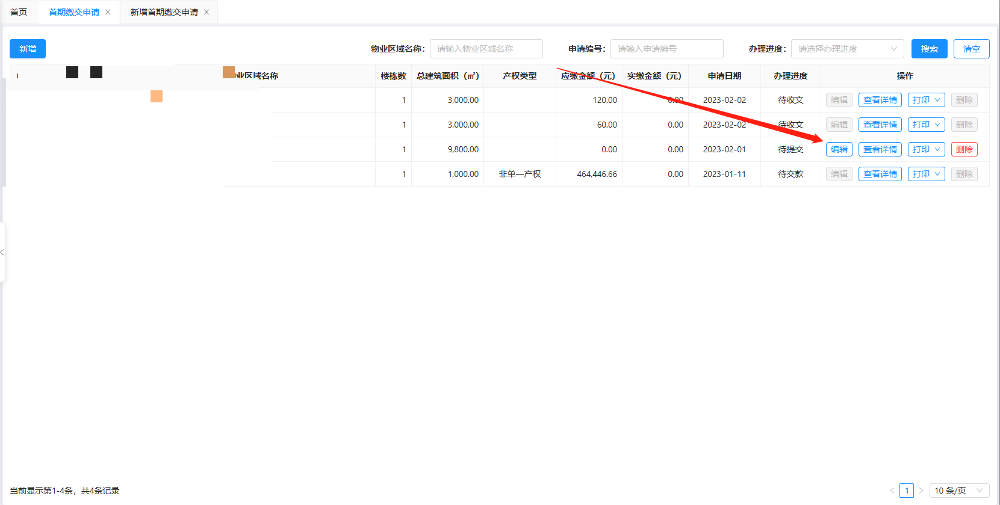 首页 首期缴交申请 新增首期缴交申请
新增 物业区域名称： 请输入物业区域名称 申请编号： 请输入申请编号 办理进度： 请选择办理进度 搜索 清空
区域名称 楼栋数 总建筑面积（㎡） 产权类型 应缴金额（元） 实缴金额（元） 申请日期 办理进度 操作
1 3,000.00 120.00 0.00 2023-02-02 待收文 编辑 查看详情 打印 删除
1 3,000.00 60.00 0.00 2023-02-02 待收文 编辑 查看详情 打印 删除
1 9,800.00 0.00 0.00 2023-02-01 待提交 编辑 查看详情 打印 删除
1 1,000.00 非单一产权 464,446.66 0.00 2023-01-11 待交款 编辑 查看详情 打印 删除
当前显示第1-4条，共4条记录 1 10 条/页